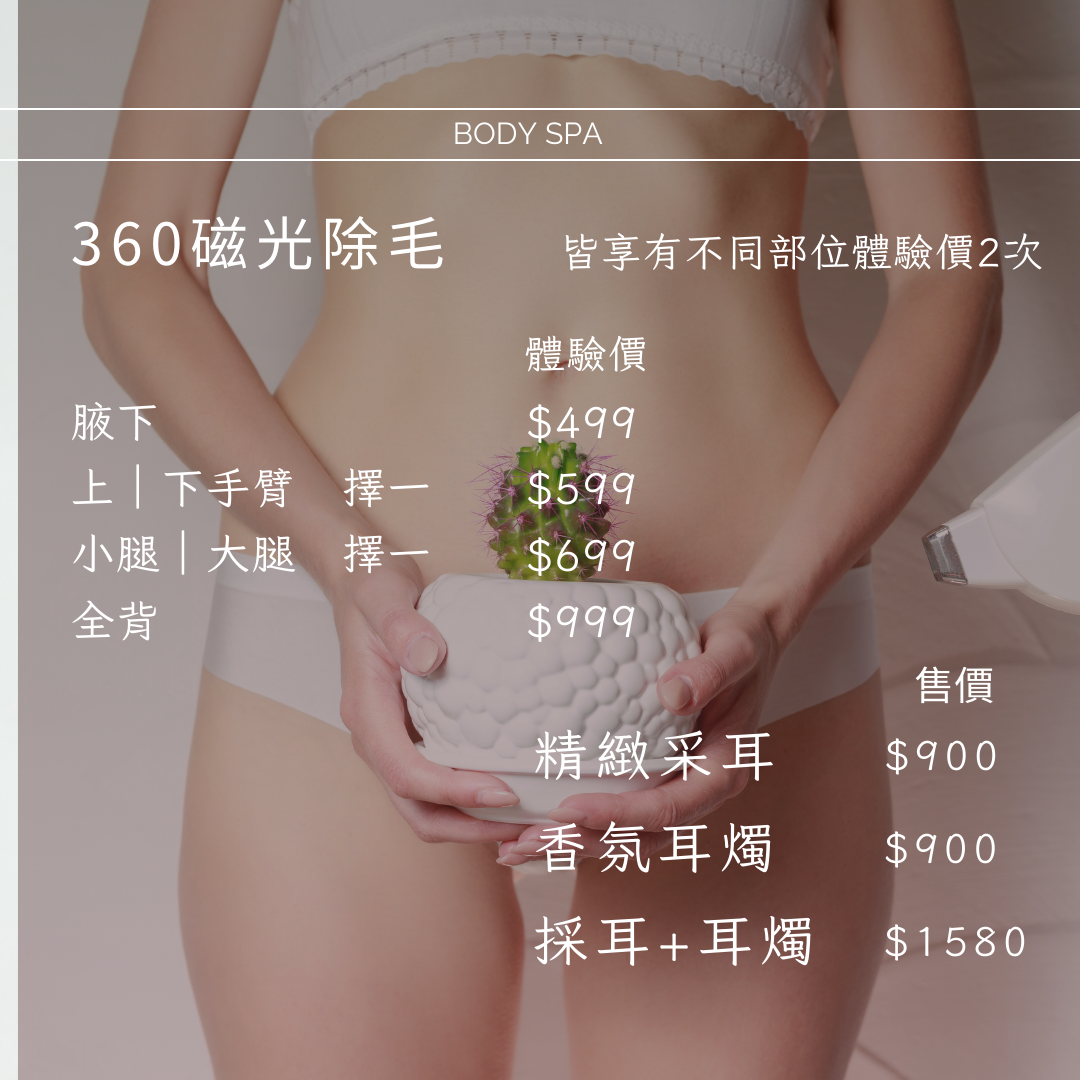 BODY SPA
360磁光除毛 皆享有不同部位體驗價2次
體驗價
腋下 $499
上｜下手臂 擇一 $599
小腿｜大腿 擇一 $699
全背 $999
售價
精緻采耳 $900
香氛耳燭 $900
採耳+耳燭 $1580